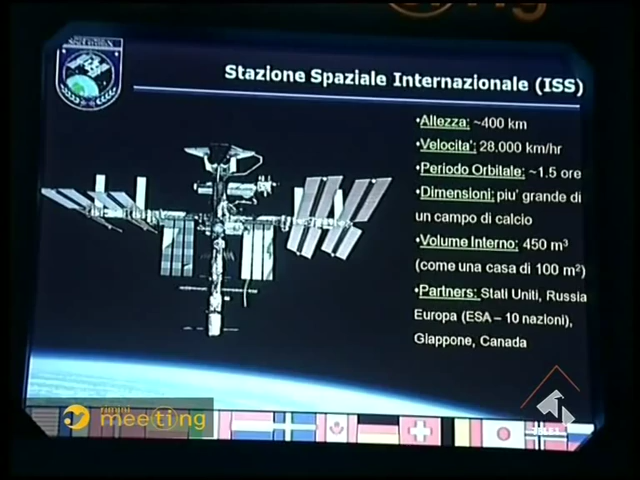 Stazione Spaziale Internazionale (ISS)
•Altezza: ~400 km
•Velocita': 28.000 km/hr
•Periodo Orbitale: ~1.5 ore
•Dimensioni: piu' grande di
un campo di calcio
•Volume Interno: 450 m³
(come una casa di 100 m²)
•Partners: Stati Uniti, Russia
Europa (ESA – 10 nazioni),
Giappone, Canada
rimini
meeting